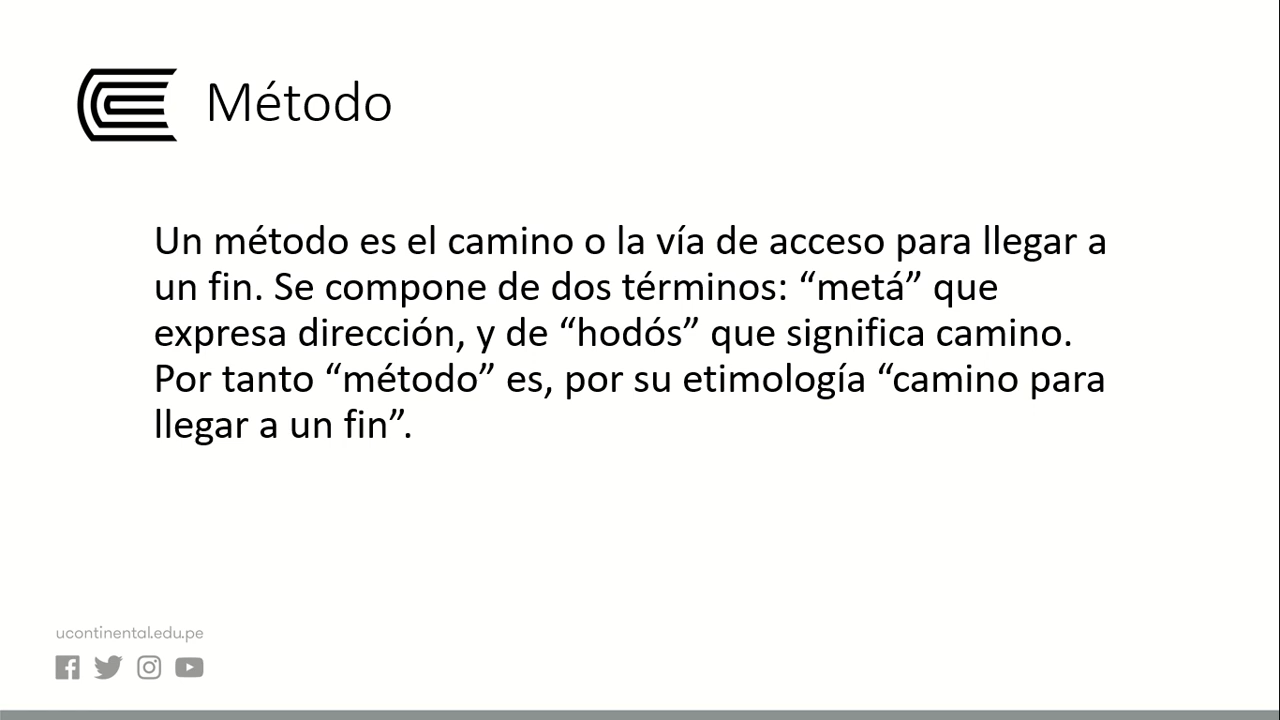 Método
Un método es el camino o la vía de acceso para llegar a
un fin. Se compone de dos términos: “metá” que
expresa dirección, y de “hodós” que significa camino.
Por tanto “método” es, por su etimología “camino para
llegar a un fin”.
ucontinental.edu.pe